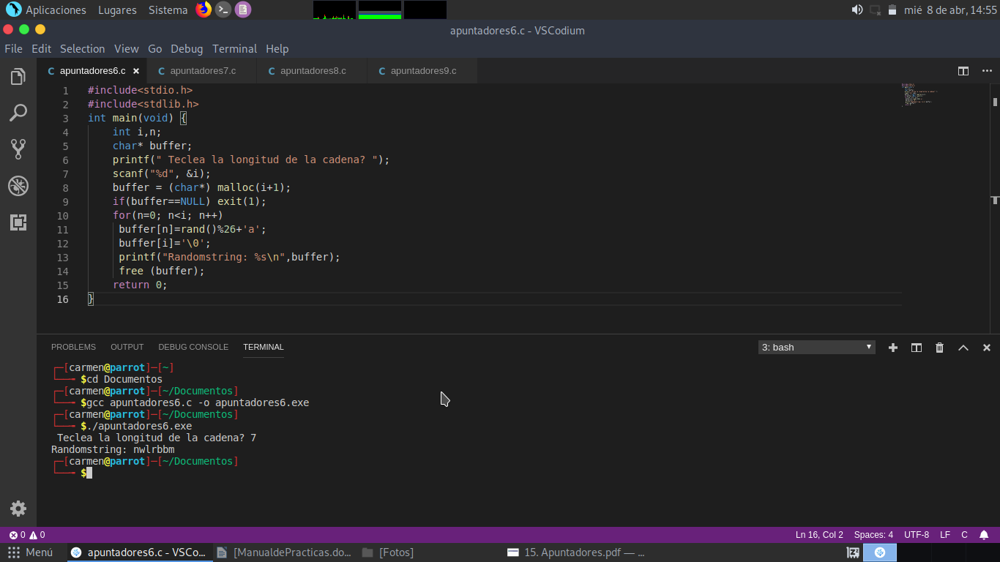 Aplicaciones Lugares Sistema mié 8 de abr, 14:55
apuntadores6.c - VSCodium
File Edit Selection View Go Debug Terminal Help
C apuntadores6.c × C apuntadores7.c C apuntadores8.c C apuntadores9.c
1 #include<stdio.h>
2 #include<stdlib.h>
3 int main(void) {
4 int i,n;
5 char* buffer;
6 printf(" Teclea la longitud de la cadena? ");
7 scanf("%d", &i);
8 buffer = (char*) malloc(i+1);
9 if(buffer==NULL) exit(1);
10 for(n=0; n<i; n++)
11 buffer[n]=rand()%26+'a';
12 buffer[i]='\0';
13 printf("Randomstring: %s\n",buffer);
14 free (buffer);
15 return 0;
16 }
PROBLEMS OUTPUT DEBUG CONSOLE TERMINAL 3: bash
┌─[carmen@parrot]─[~]
└──╼ $cd Documentos
┌─[carmen@parrot]─[~/Documentos]
└──╼ $gcc apuntadores6.c -o apuntadores6.exe
┌─[carmen@parrot]─[~/Documentos]
└──╼ $./apuntadores6.exe
Teclea la longitud de la cadena? 7
Randomstring: nwlrbbm
┌─[carmen@parrot]─[~/Documentos]
└──╼ $
0 0 Ln 16, Col 2 Spaces: 4 UTF-8 LF C
Menú apuntadores6.c - VSCo... [ManualdePracticas.do... [Fotos] 15. Apuntadores.pdf — ...